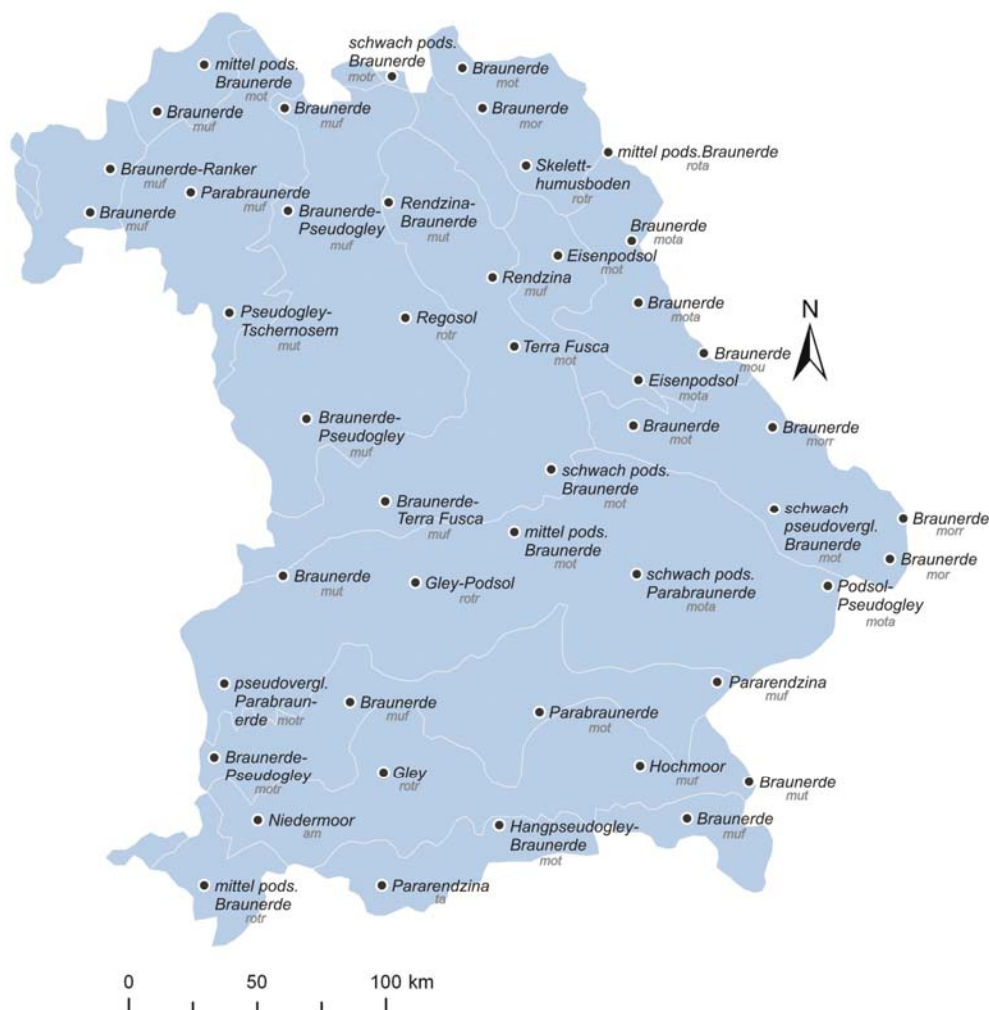 mittel pods.
Braunerde
mot
schwach pods.
Braunerde
motr
Braunerde
mot
Braunerde
muf
Braunerde
muf
Braunerde
mor
Braunerde-Ranker
muf
Parabraunerde
muf
Braunerde
muf
Braunerde-
Pseudogley
muf
Rendzina-
Braunerde
mut
Skelett-
humusboden
rotr
mittel pods.Braunerde
rota
Braunerde
mota
Eisenpodsol
mot
Rendzina
muf
Braunerde
mota
Pseudogley-
Tschernosem
mut
Regosol
rotr
Terra Fusca
mot
Braunerde
mou
N
Eisenpodsol
mota
Braunerde-
Pseudogley
muf
Braunerde
mot
Braunerde
morr
schwach pods.
Braunerde
mot
Braunerde-
Terra Fusca
muf
mittel pods.
Braunerde
mot
schwach
pseudovergl.
Braunerde
mot
Braunerde
morr
Braunerde
mor
Braunerde
mut
Gley-Podsol
rotr
schwach pods.
Parabraunerde
mota
Podsol-
Pseudogley
mota
pseudovergl.
Parabraun-
erde motr
Braunerde
muf
Parabraunerde
mot
Pararendzina
muf
Braunerde-
Pseudogley
motr
Gley
rotr
Hochmoor
muf
Braunerde
mut
Niedermoor
am
Hangpseudogley-
Braunerde
mot
Braunerde
muf
mittel pods.
Braunerde
rotr
Pararendzina
ta
0 50 100 km